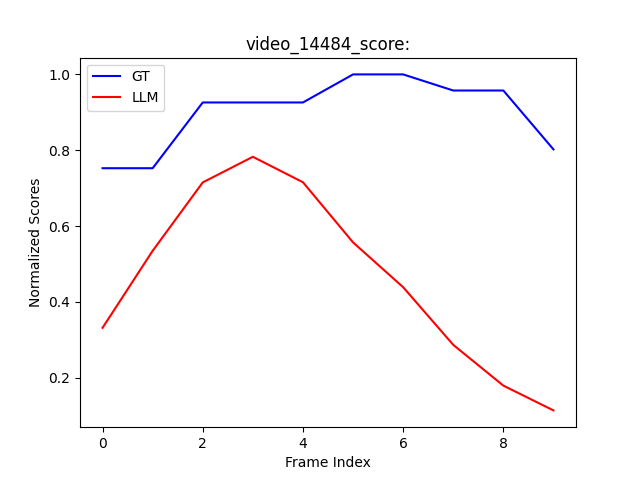 video_14484_score:
GT
LLM
Normalized Scores
1.0
0.8
0.6
0.4
0.2
0 2 4 6 8
Frame Index